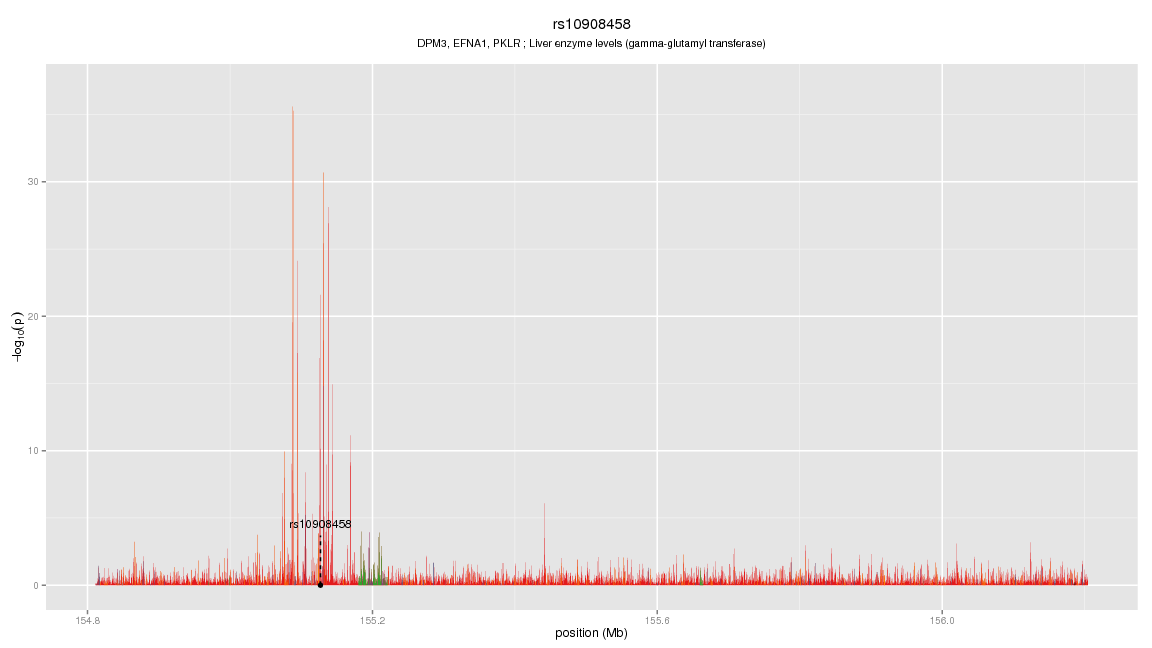 rs10908458
DPM3, EFNA1, PKLR ; Liver enzyme levels (gamma-glutamyl transferase)
30
20
10
0
−log10(p)
rs10908458
154.8
155.2
155.6
156.0
position (Mb)